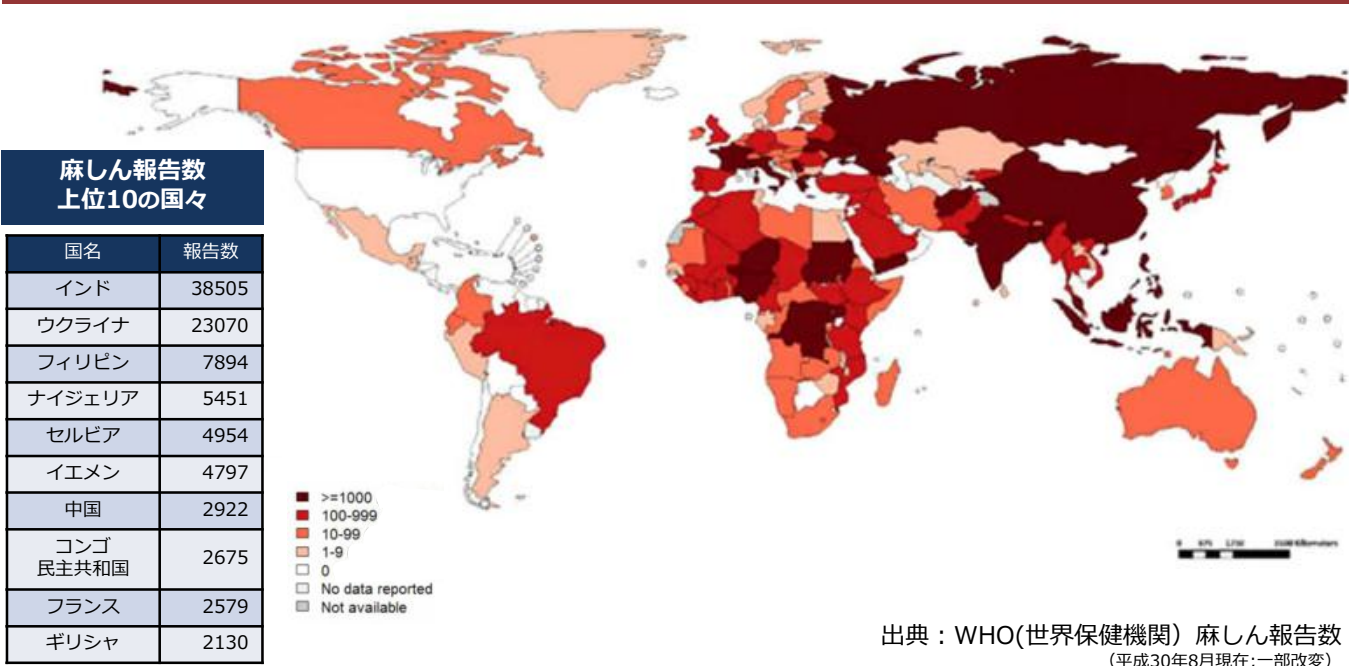 麻しん報告数
上位10の国々
国名 報告数
インド 38505
ウクライナ 23070
フィリピン 7894
ナイジェリア 5451
セルビア 4954
イエメン 4797
中国 2922
コンゴ
民主共和国 2675
フランス 2579
ギリシャ 2130
>=1000
100-999
10-99
1-9
0
No data reported
Not available
出典：WHO(世界保健機関）麻しん報告数
（平成30年8月現在:一部改変）